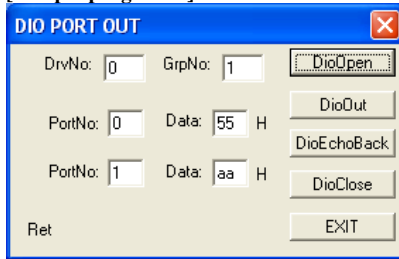 DIO PORT OUT
DrvNo: 0 GrpNo: 1 DioOpen
DioOut
PortNo: 0 Data: 55 H
DioEchoBack
PortNo: 1 Data: aa H
DioClose
Ret EXIT